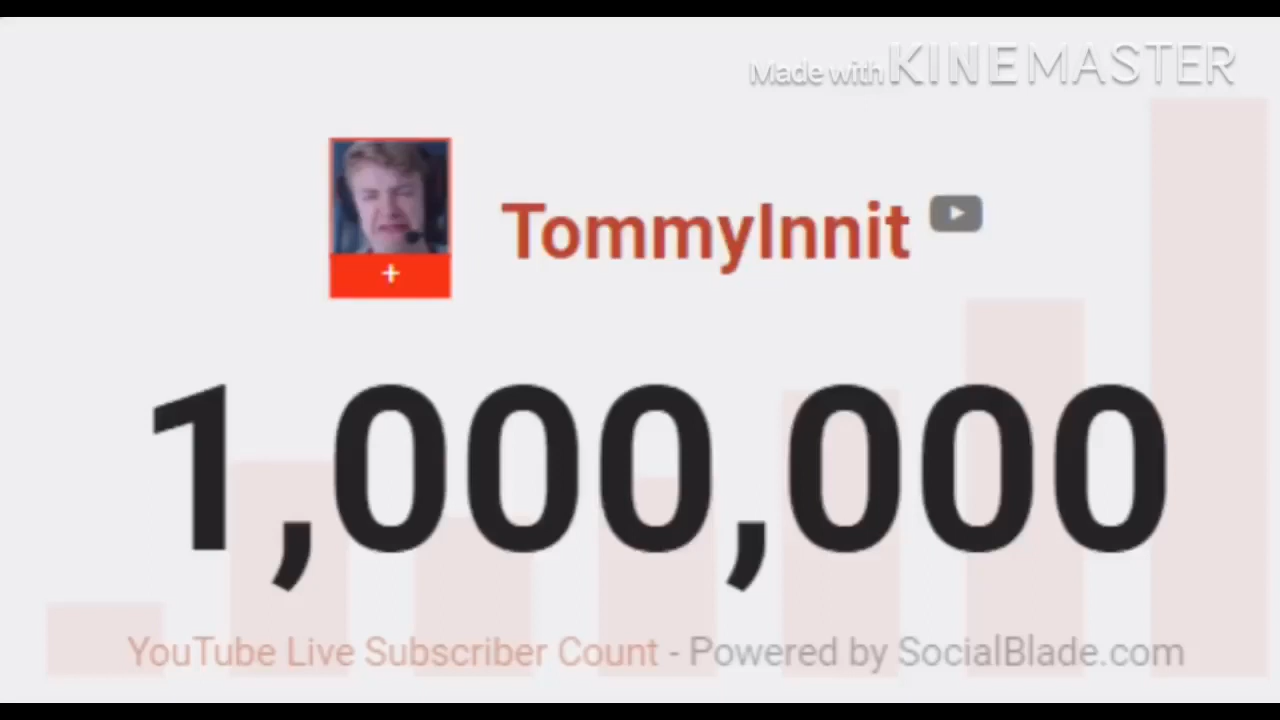 Made with KINEMASTER
TommyInnit
+
1,000,000
YouTube Live Subscriber Count - Powered by SocialBlade.com